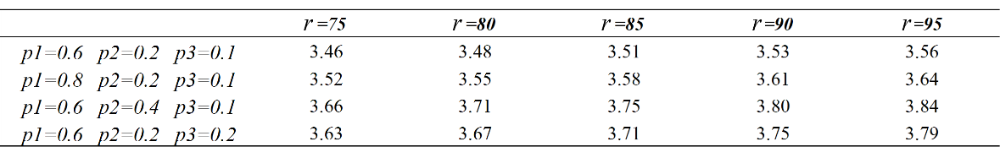 r =75 r =80 r =85 r =90 r =95
p1=0.6 p2=0.2 p3=0.1 3.46 3.48 3.51 3.53 3.56
p1=0.8 p2=0.2 p3=0.1 3.52 3.55 3.58 3.61 3.64
p1=0.6 p2=0.4 p3=0.1 3.66 3.71 3.75 3.80 3.84
p1=0.6 p2=0.2 p3=0.2 3.63 3.67 3.71 3.75 3.79